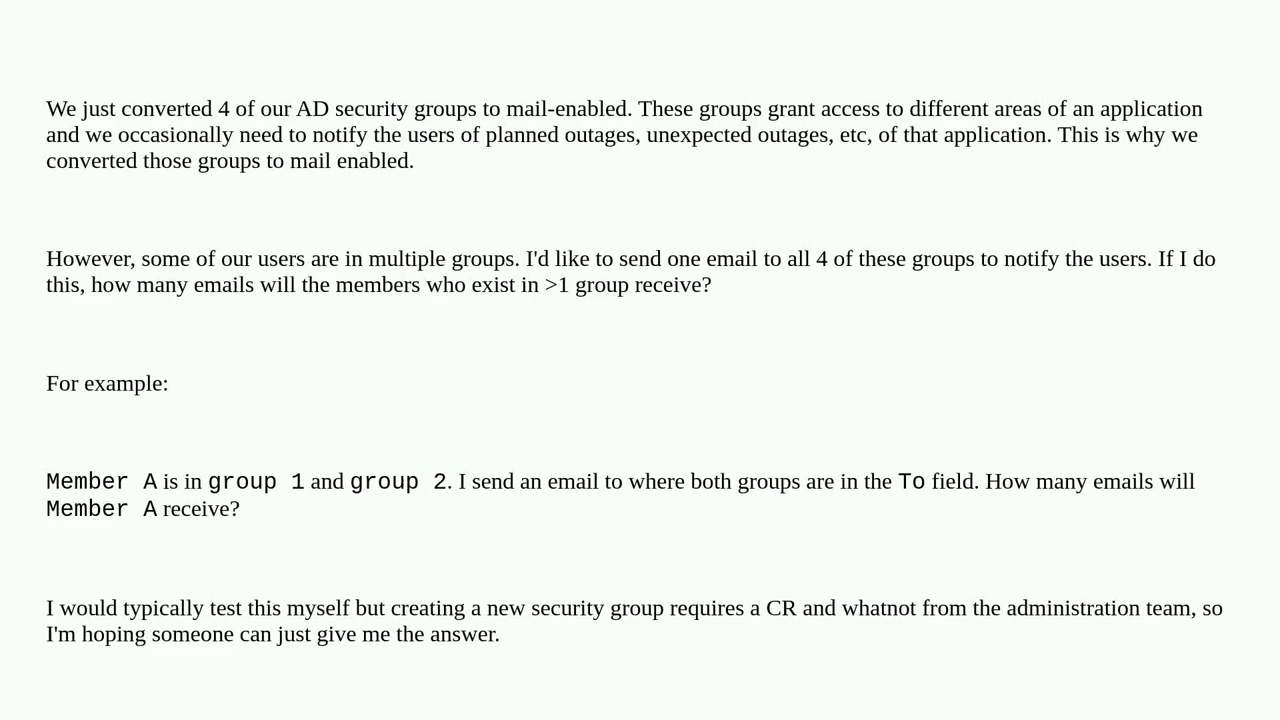 We just converted 4 of our AD security groups to mail-enabled. These groups grant access to different areas of an application
and we occasionally need to notify the users of planned outages, unexpected outages, etc, of that application. This is why we
converted those groups to mail enabled.
However, some of our users are in multiple groups. I'd like to send one email to all 4 of these groups to notify the users. If I do
this, how many emails will the members who exist in >1 group receive?
For example:
Member A is in group 1 and group 2. I send an email to where both groups are in the To field. How many emails will
Member A receive?
I would typically test this myself but creating a new security group requires a CR and whatnot from the administration team, so
I'm hoping someone can just give me the answer.